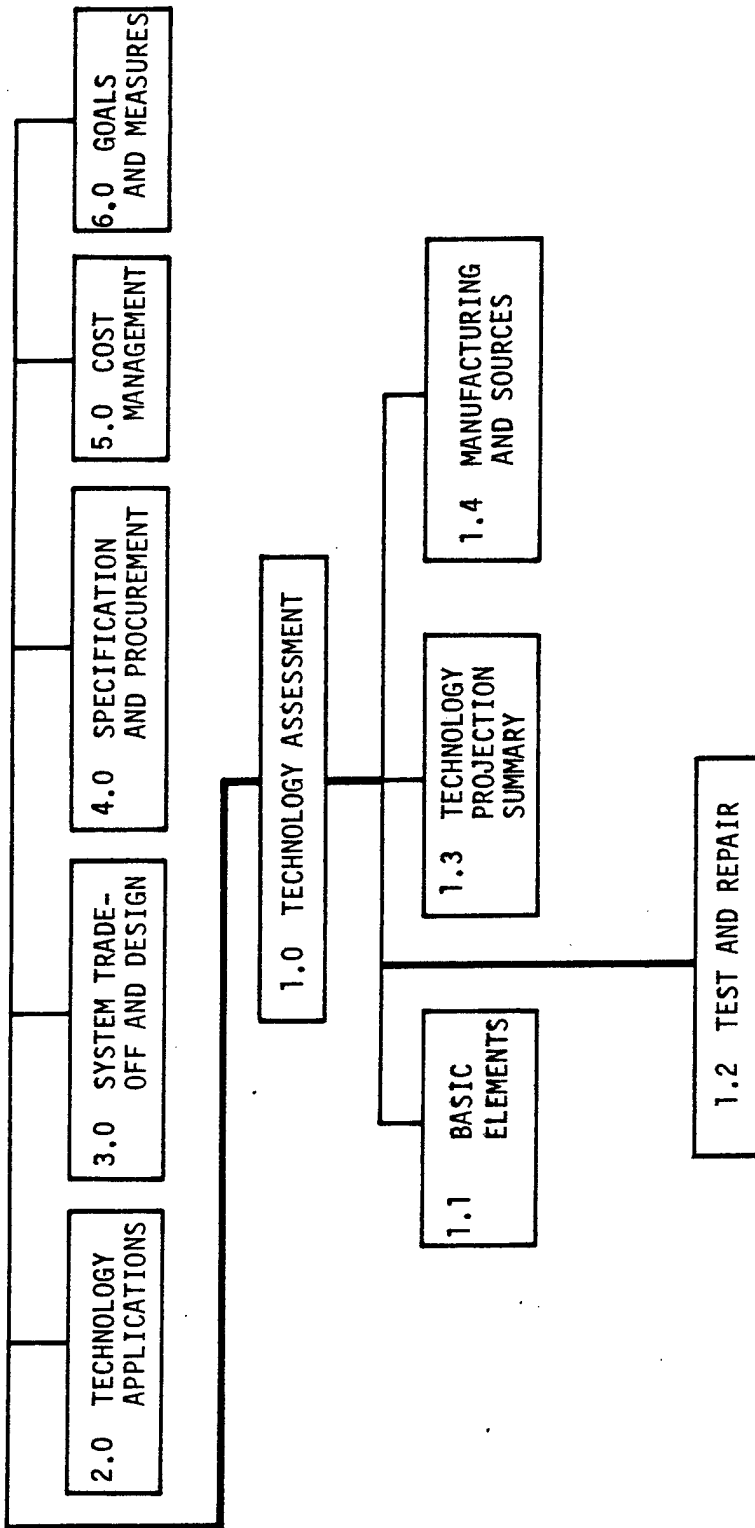 2.0 TECHNOLOGY
APPLICATIONS
3.0 SYSTEM TRADE-
OFF AND DESIGN
4.0 SPECIFICATION
AND PROCUREMENT
5.0 COST
MANAGEMENT
6.0 GOALS
AND MEASURES
1.0 TECHNOLOGY ASSESSMENT
1.1 BASIC
ELEMENTS
1.3 TECHNOLOGY
PROJECTION
SUMMARY
1.4 MANUFACTURING
AND SOURCES
1.2 TEST AND REPAIR